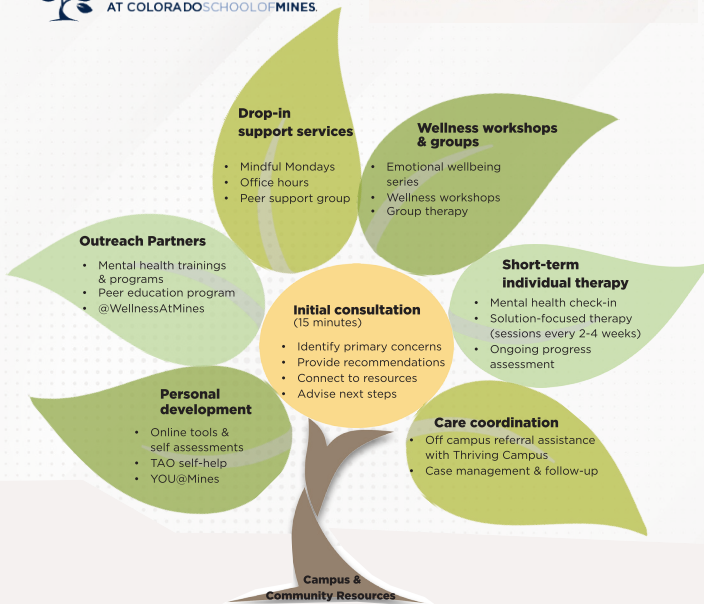 AT COLORADOSCHOOLOFMINES.
Drop-in
support services
• Mindful Mondays
• Office hours
• Peer support group
Wellness workshops
& groups
• Emotional wellbeing
series
• Wellness workshops
• Group therapy
Outreach Partners
• Mental health trainings
& programs
• Peer education program
• @WellnessAtMines
Initial consultation
(15 minutes)
• Identify primary concerns
• Provide recommendations
• Connect to resources
• Advise next steps
Short-term
individual therapy
• Mental health check-in
• Solution-focused therapy
(sessions every 2-4 weeks)
• Ongoing progress
assessment
Personal
development
• Online tools &
self assessments
• TAO self-help
• YOU@Mines
Care coordination
• Off campus referral assistance
with Thriving Campus
• Case management & follow-up
Campus &
Community Resources